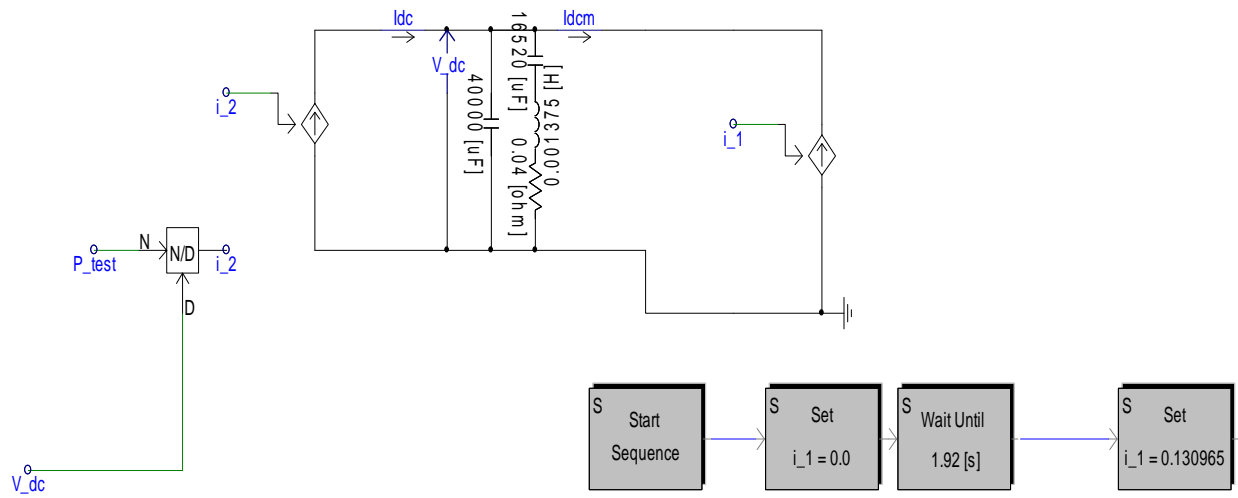 Idc
Idcm
V_dc
40000 [uF]
16520 [uF]
0.001375 [H]
0.04 [ohm]
i_2
i_1
N
N/D
P_test
i_2
D
V_dc
S
Start
Sequence
S
Set
i_1 = 0.0
S
Wait Until
1.92 [s]
S
Set
i_1 = 0.130965